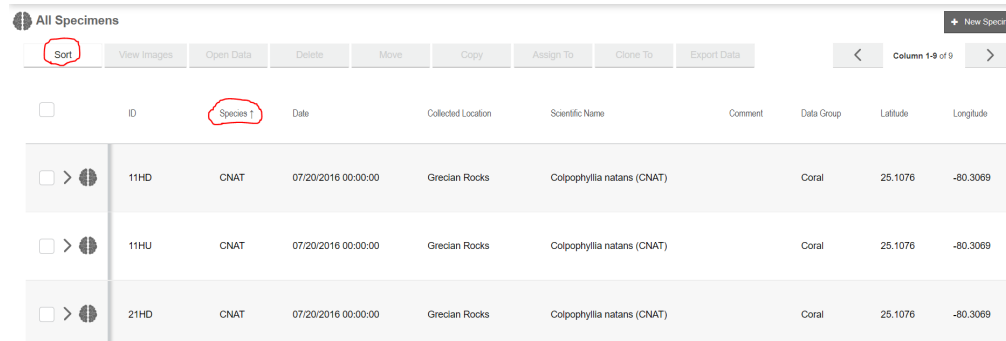 All Specimens
+ New Speci
Sort View Images Open Data Delete Move Copy Assign To Clone To Export Data < Column 1-9 of 9 >
ID Species ↑ Date Collected Location Scientific Name Comment Data Group Latitude Longitude
11HD CNAT 07/20/2016 00:00:00 Grecian Rocks Colpophyllia natans (CNAT) Coral 25.1076 -80.3069
11HU CNAT 07/20/2016 00:00:00 Grecian Rocks Colpophyllia natans (CNAT) Coral 25.1076 -80.3069
21HD CNAT 07/20/2016 00:00:00 Grecian Rocks Colpophyllia natans (CNAT) Coral 25.1076 -80.3069